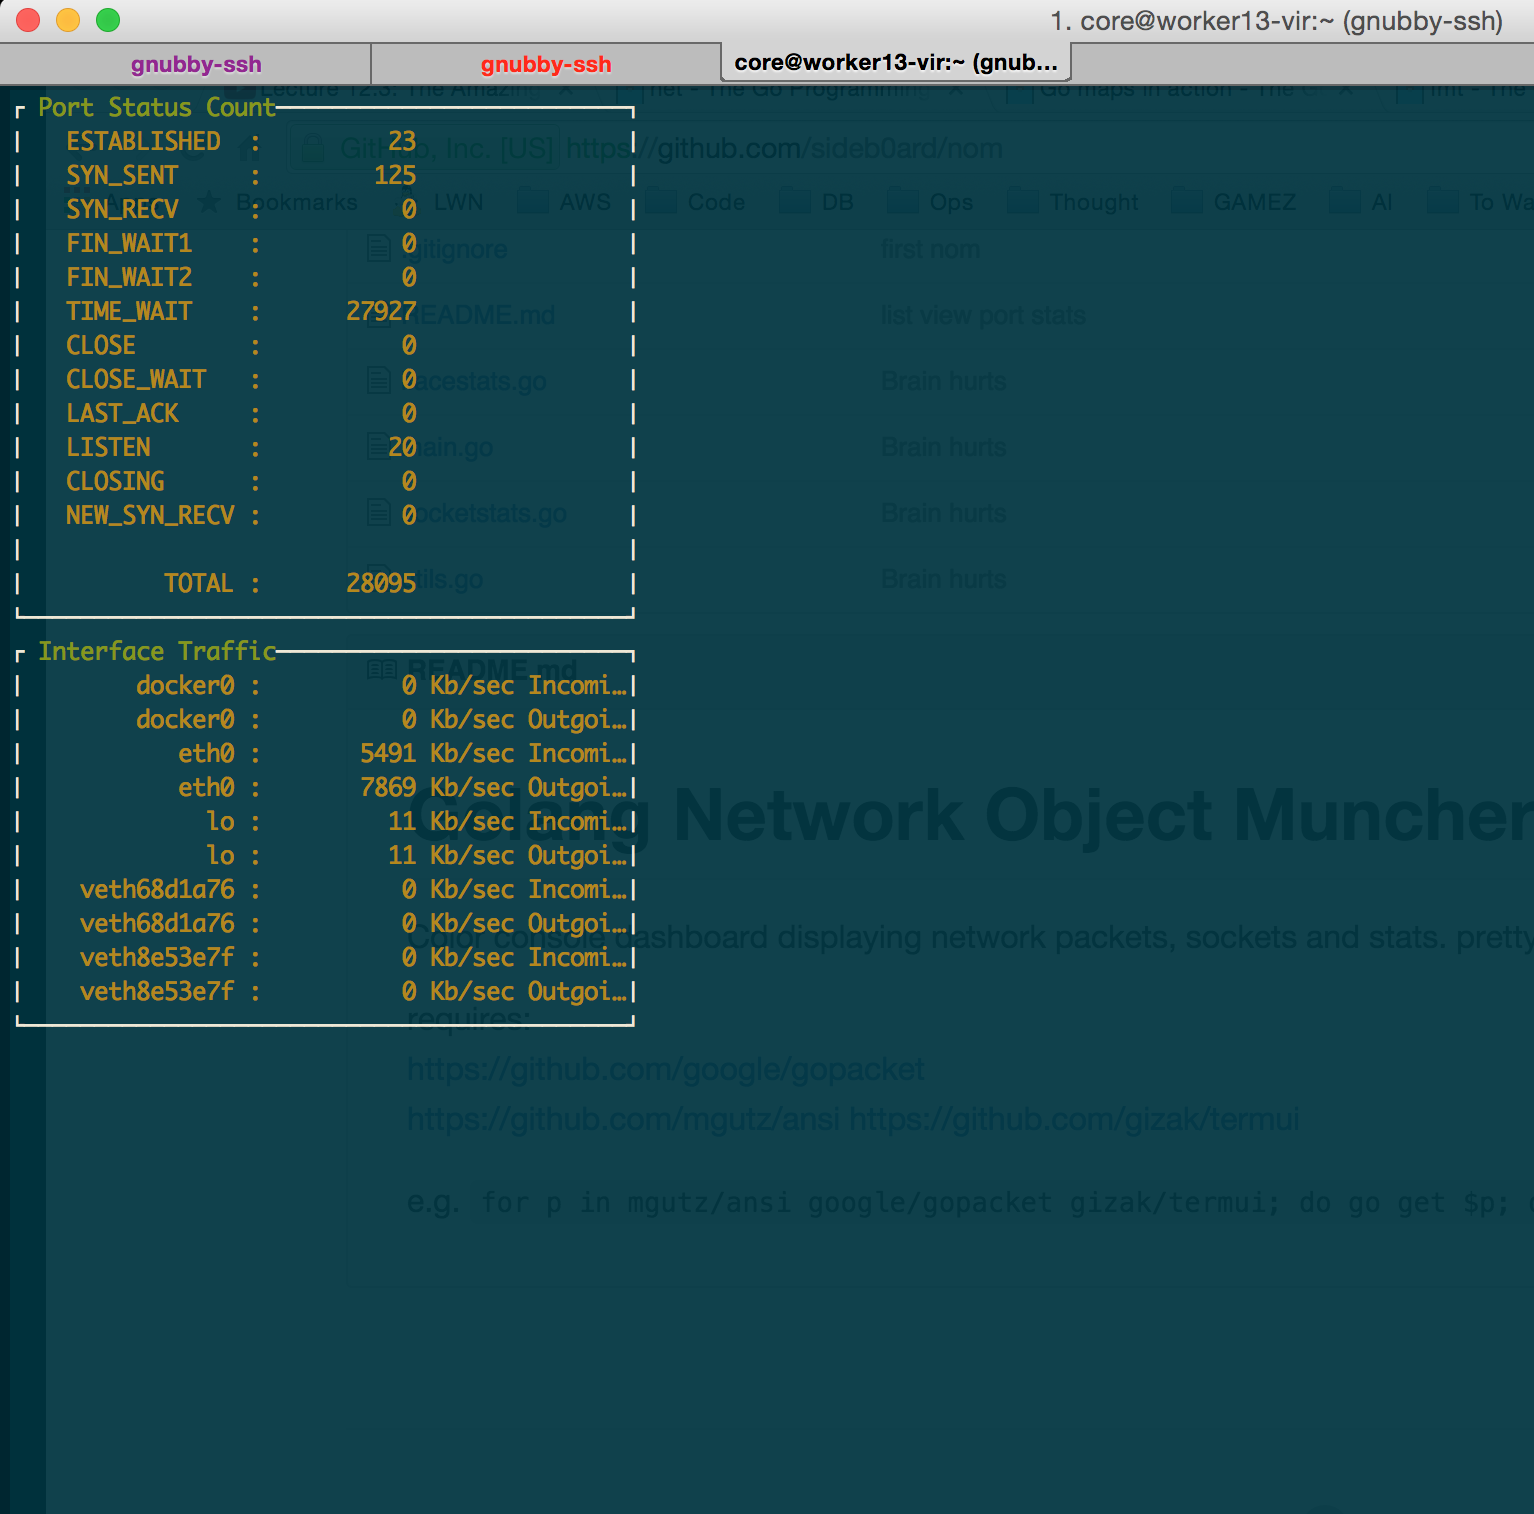 1. core@worker13-vir:~ (gnubby-ssh)
gnubby-ssh gnubby-ssh core@worker13-vir:~ (gnub...
Lecture 12.3: The Amazin net - The Go Programming Go maps in action - The fmt - The
Port Status Count
ESTABLISHED : 23
GitHub, Inc. [US] https://github.com/sideb0ard/nom
SYN_SENT : 125
Bookmarks LWN AWS Code DB Ops Thought GAMEZ AI To Wa
SYN_RECV : 0
FIN_WAIT1 : 0
.gitignore first nom
FIN_WAIT2 : 0
TIME_WAIT : 27927
README.md list view port stats
CLOSE : 0
CLOSE_WAIT : 0
Brain hurts
LAST_ACK : 0
LISTEN : 20
main.go Brain hurts
CLOSING : 0
NEW_SYN_RECV : 0
socketstats.go Brain hurts
TOTAL : 28095
utils.go Brain hurts
Interface Traffic
README.md
docker0 : 0 Kb/sec Incomi…
docker0 : 0 Kb/sec Outgoi…
eth0 : 5491 Kb/sec Incomi…
eth0 : 7869 Kb/sec Outgoi…
lo : 11 Kb/sec Incomi…
Golang Network Object Muncher
lo : 11 Kb/sec Outgoi…
veth68d1a76 : 0 Kb/sec Incomi…
veth68d1a76 : 0 Kb/sec Outgoi…
Color console dashboard displaying network packets, sockets and stats. pretty
veth8e53e7f : 0 Kb/sec Incomi…
veth8e53e7f : 0 Kb/sec Outgoi…
requires:
https://github.com/google/gopacket
https://github.com/mgutz/ansi https://github.com/gizak/termui
e.g. for p in mgutz/ansi google/gopacket gizak/termui; do go get $p;